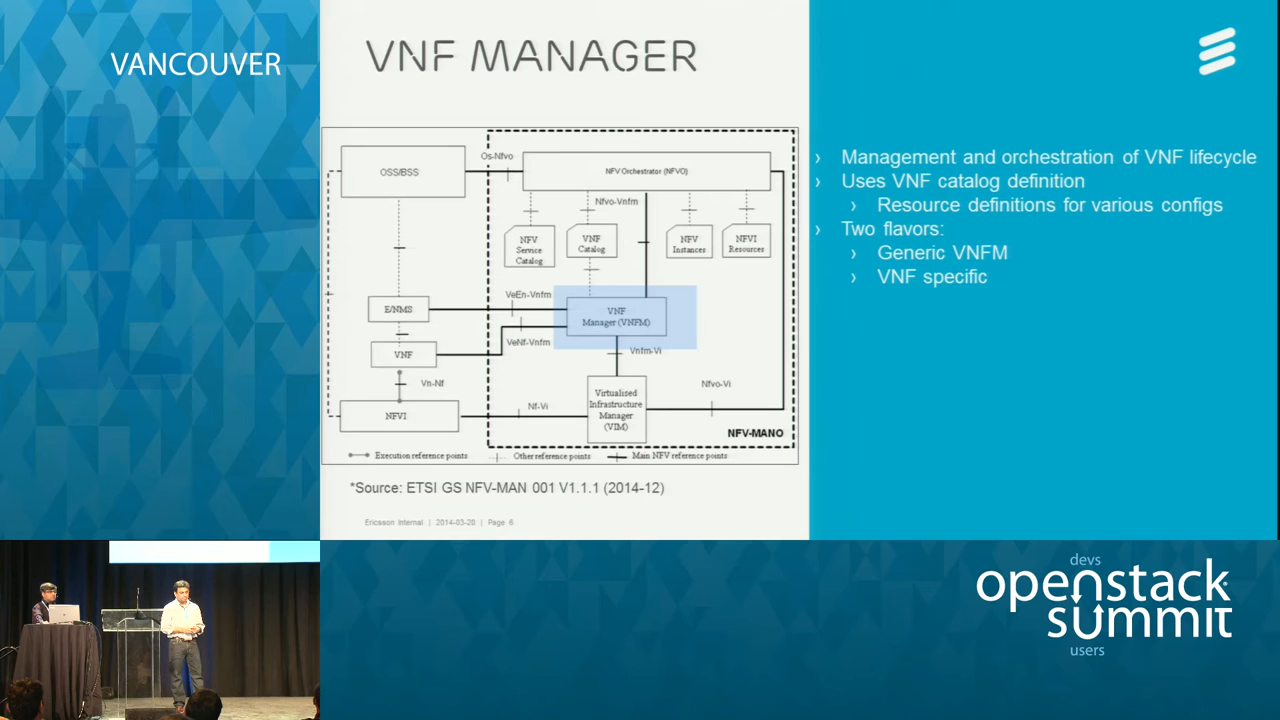 VANCOUVER
VNF MANAGER
Os-Nfvo
OSS/BSS
NFV Orchestrator (NFVO)
Nfvo-Vnfm
NFV
Service
Catalog
VNF
Catalog
NFV
Instances
NFVI
Resources
VeEn-Vnfm
E/NMS
VNF
Manager (VNFM)
VeNf-Vnfm
VNF
Vnfm-Vi
Vn-Nf
Nfvo-Vi
Virtualised
Infrastructure
Manager
(VIM)
Nf-Vi
NFVI
NFV-MANO
Execution reference points
Other reference points
Main NFV reference points
*Source: ETSI GS NFV-MAN 001 V1.1.1 (2014-12)
Ericsson Internal | 2014-03-20 | Page 6
› Management and orchestration of VNF lifecycle
› Uses VNF catalog definition
› Resource definitions for various configs
› Two flavors:
› Generic VNFM
› VNF specific
devs
openstack
summit
users